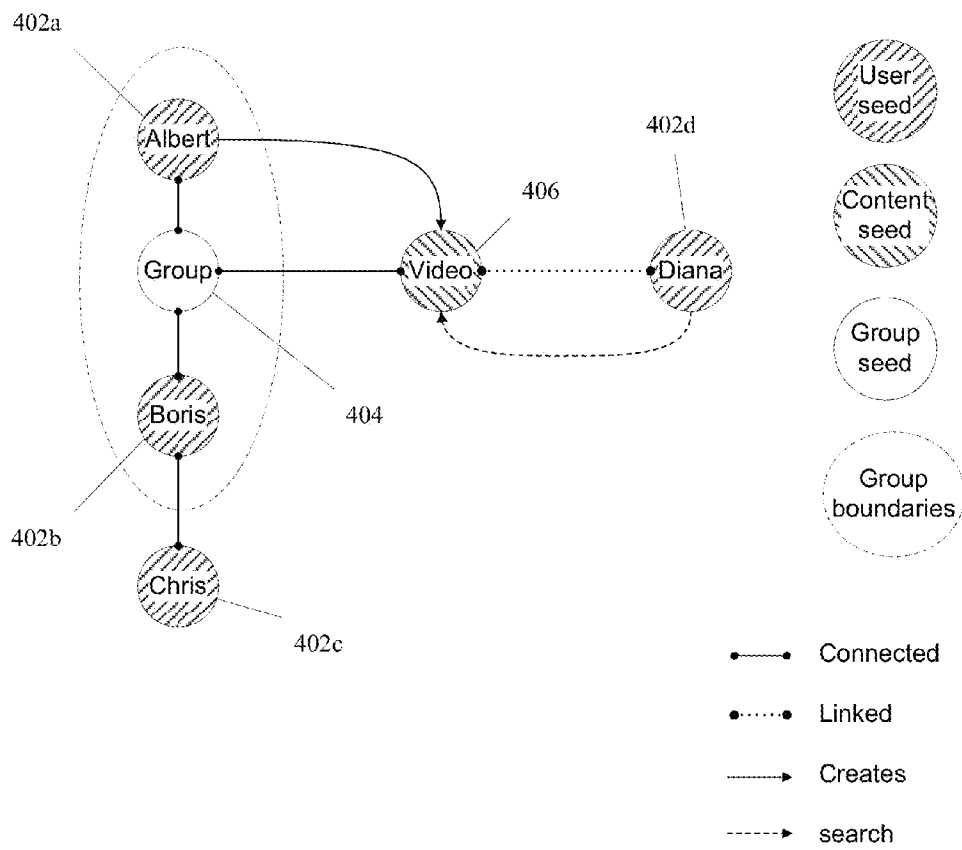 402a
Albert
User
seed
402d
406
Content
seed
Group
Video
Diana
Group
seed
404
Boris
Group
boundaries
402b
Chris
402c
Connected
Linked
Creates
search